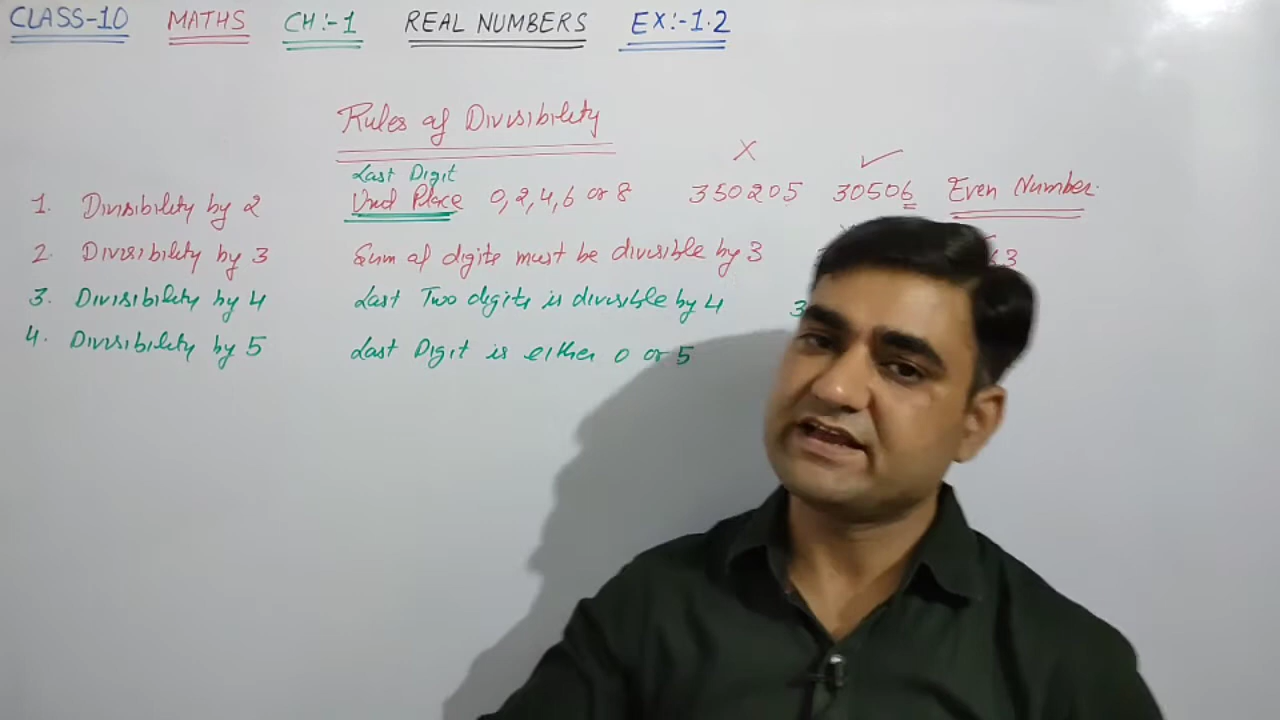 CLASS-10 MATHS CH:-1 REAL NUMBERS EX:-1.2
Rules of Divisibility
Last Digit
1. Divisibility by 2 Unit Place 0, 2, 4, 6 or 8 350205 30506 Even Number.
2. Divisibility by 3 Sum of digits must be divisible by 3
3. Divisibility by 4 Last Two digits is divisible by 4 3
4. Divisibility by 5 Last Digit is either 0 or 5